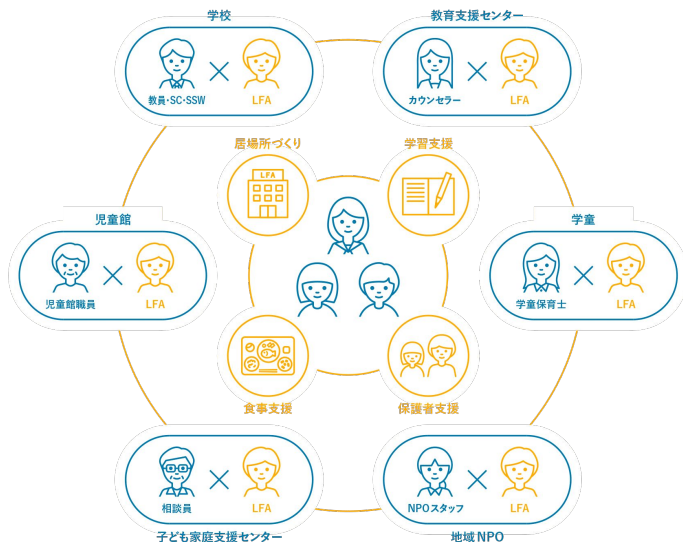 学校
教員・SC・SSW
LFA
教育支援センター
カウンセラー
LFA
居場所づくり
LFA
学習支援
児童館
児童館職員
LFA
学童
学童保育士
LFA
食事支援
保護者支援
相談員
LFA
子ども家庭支援センター
NPOスタッフ
LFA
地域NPO